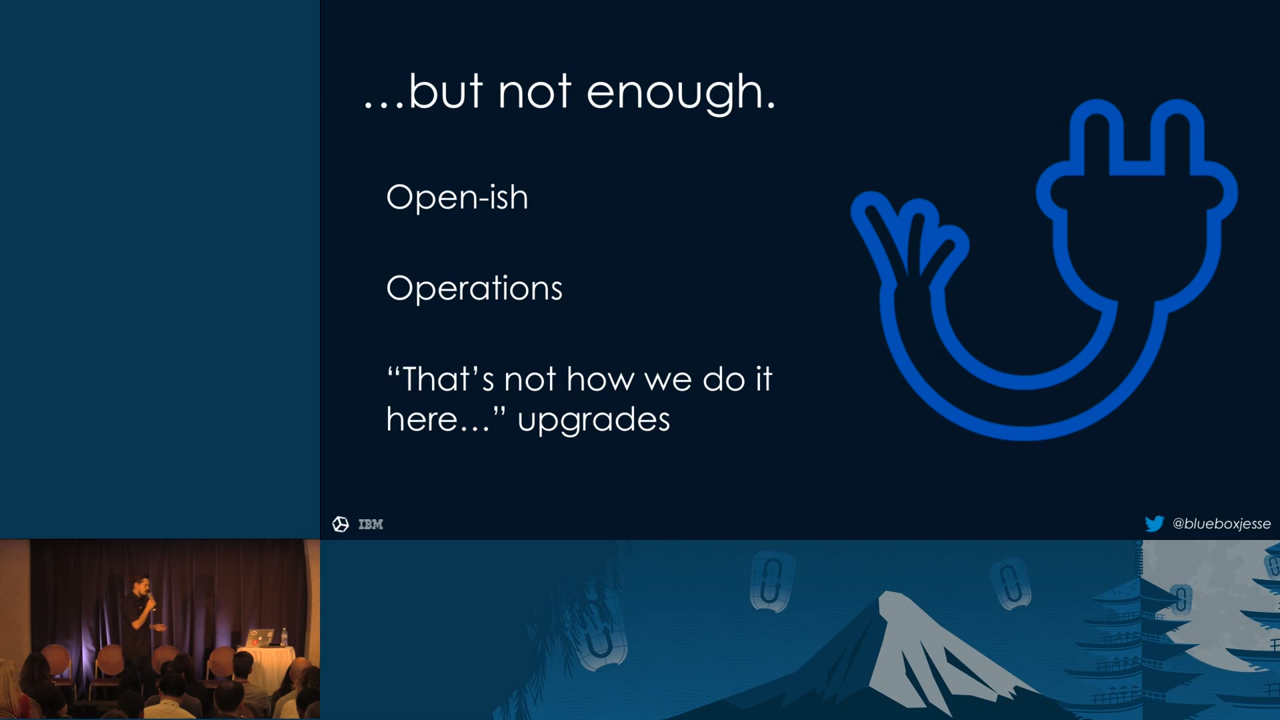 …but not enough.
Open-ish
Operations
“That’s not how we do it
here…” upgrades
IBM
@blueboxjesse